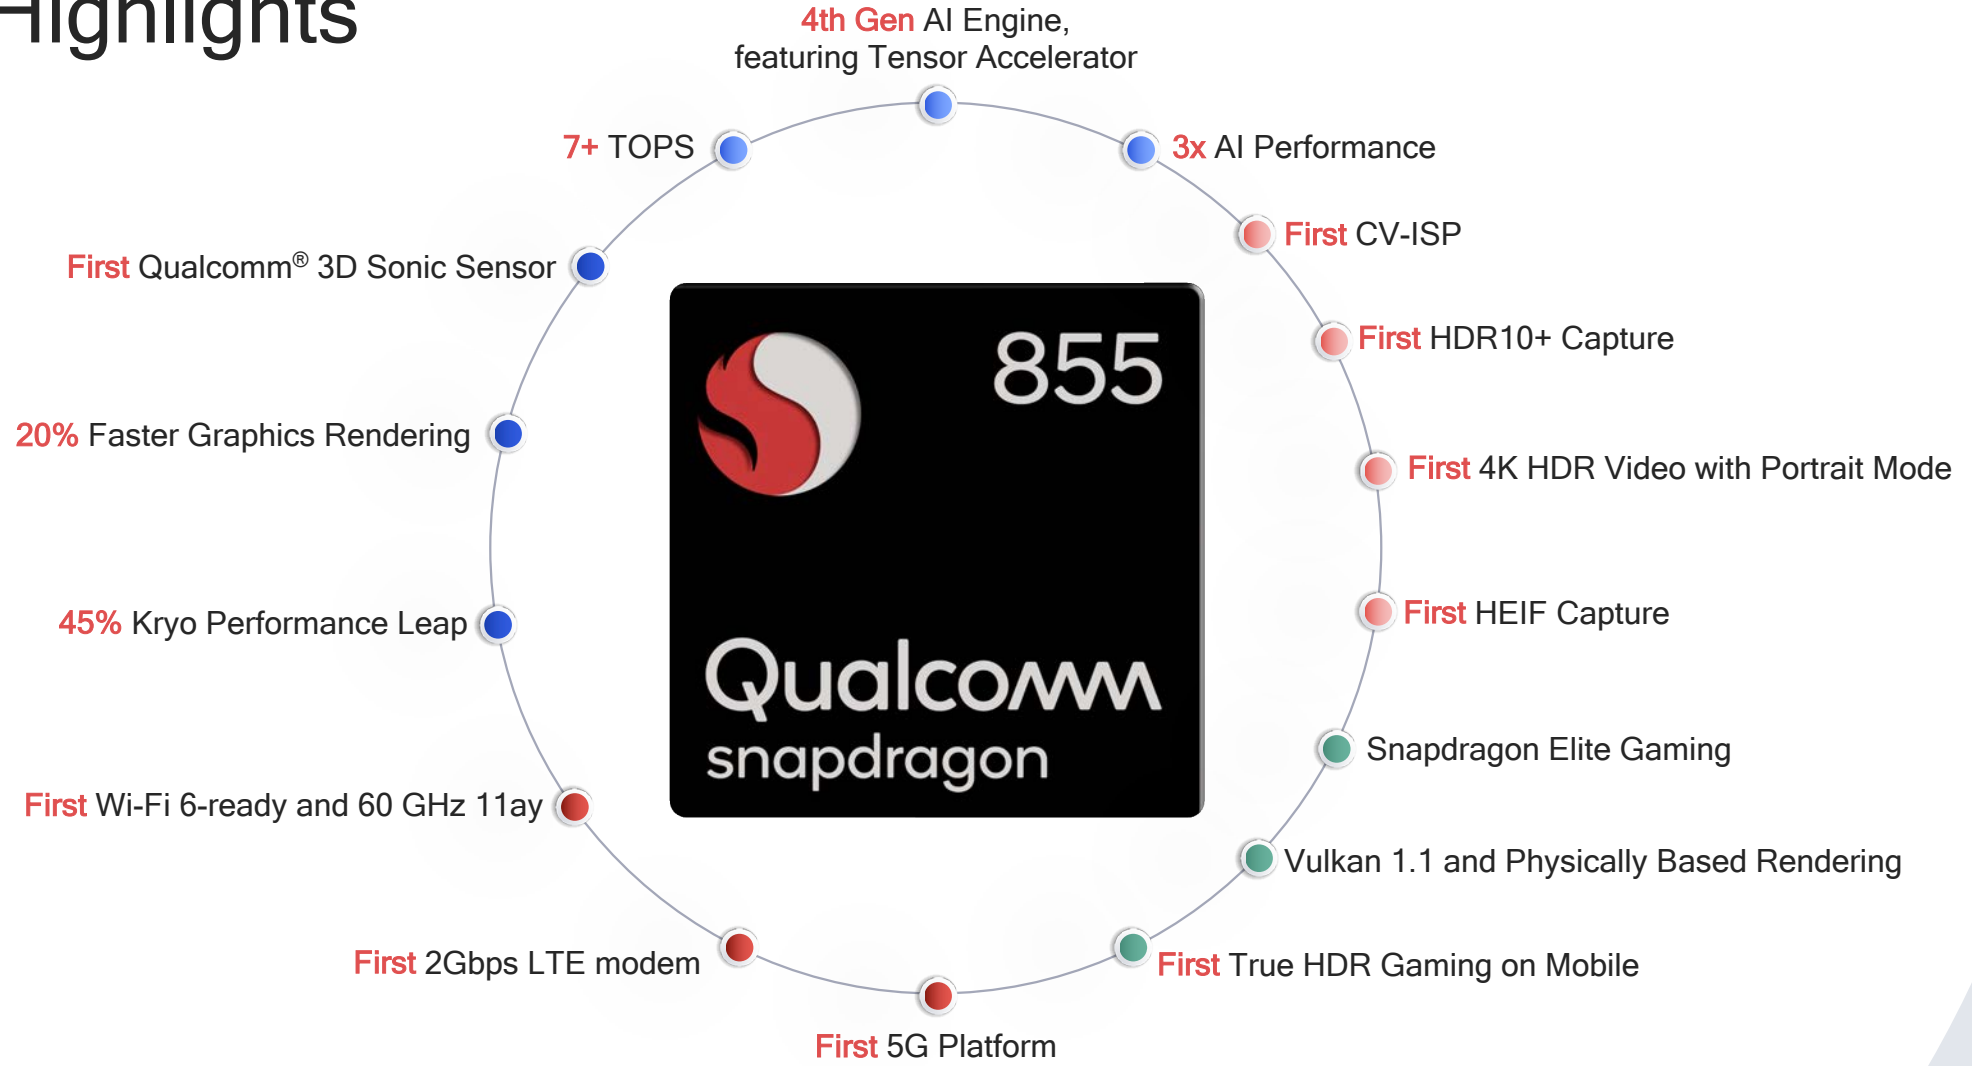 Highlights
4th Gen AI Engine,
featuring Tensor Accelerator
7+ TOPS
3x AI Performance
First CV-ISP
First Qualcomm® 3D Sonic Sensor
First HDR10+ Capture
855
20% Faster Graphics Rendering
First 4K HDR Video with Portrait Mode
45% Kryo Performance Leap
First HEIF Capture
Qualcomm
snapdragon
Snapdragon Elite Gaming
First Wi-Fi 6-ready and 60 GHz 11ay
Vulkan 1.1 and Physically Based Rendering
First 2Gbps LTE modem
First True HDR Gaming on Mobile
First 5G Platform